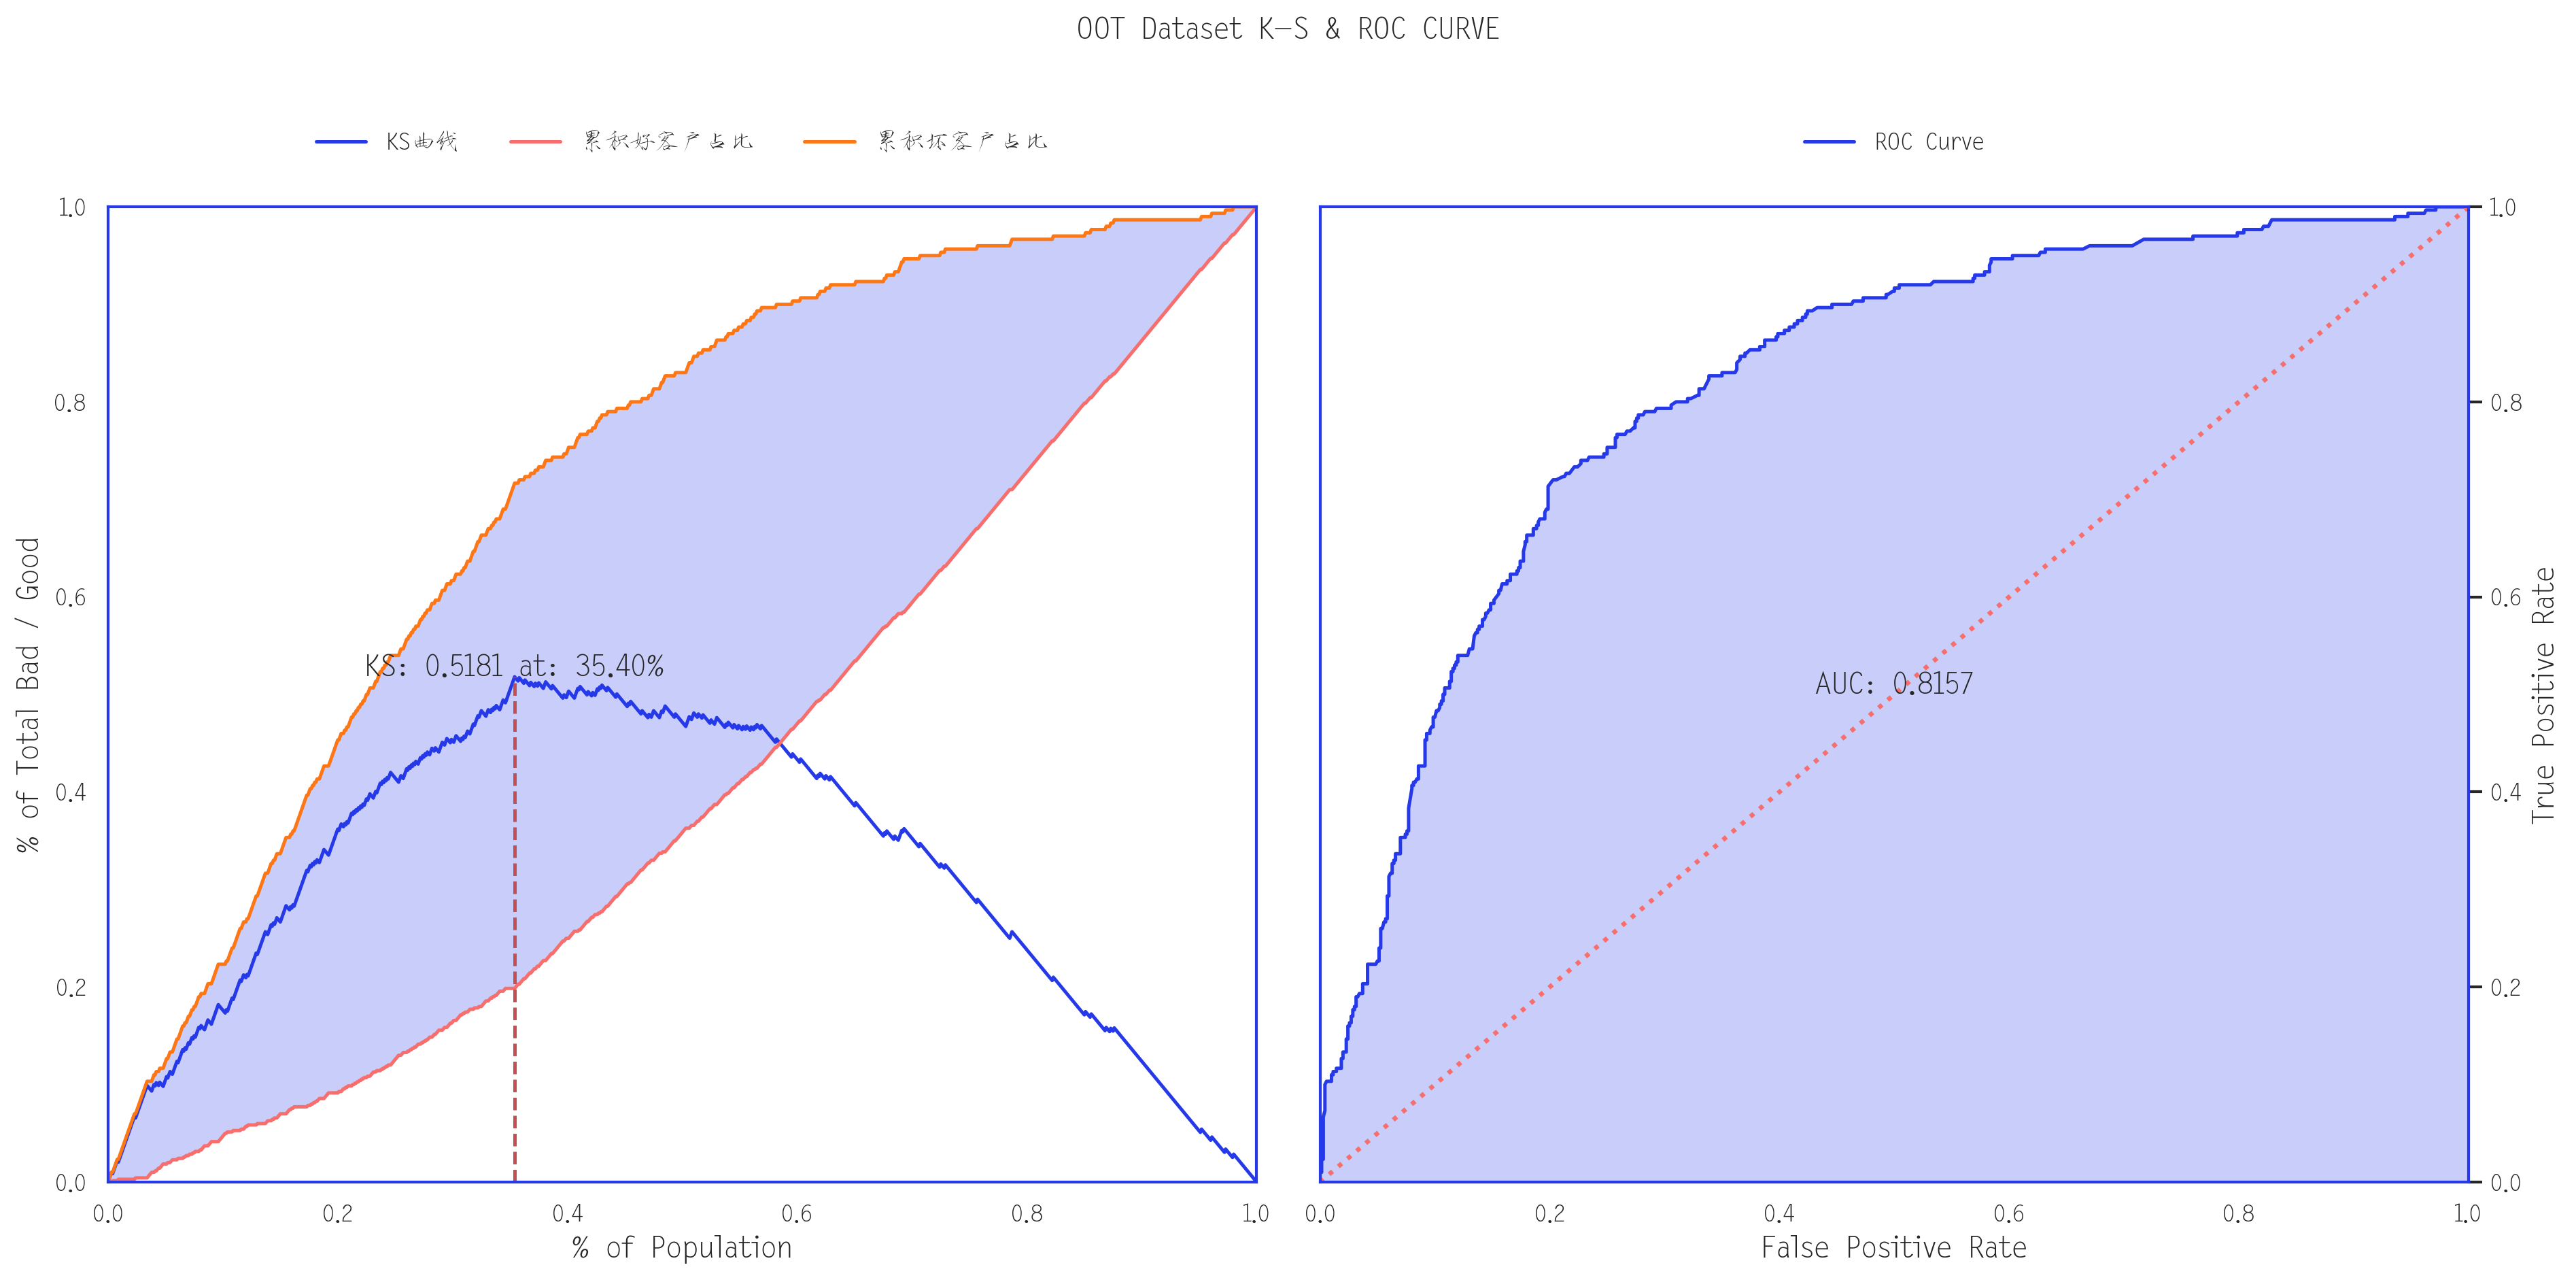 OOT Dataset K-S & ROC CURVE
KS曲线 累积好客户占比 累积坏客户占比
ROC Curve
% of Total Bad / Good
1.0
0.8
0.6
0.4
0.2
0.0
KS: 0.5181 at: 35.40%
0.0 0.2 0.4 0.6 0.8 1.0
% of Population
AUC: 0.8157
0.0 0.2 0.4 0.6 0.8 1.0
False Positive Rate
1.0
0.8
0.6
0.4
0.2
0.0
True Positive Rate